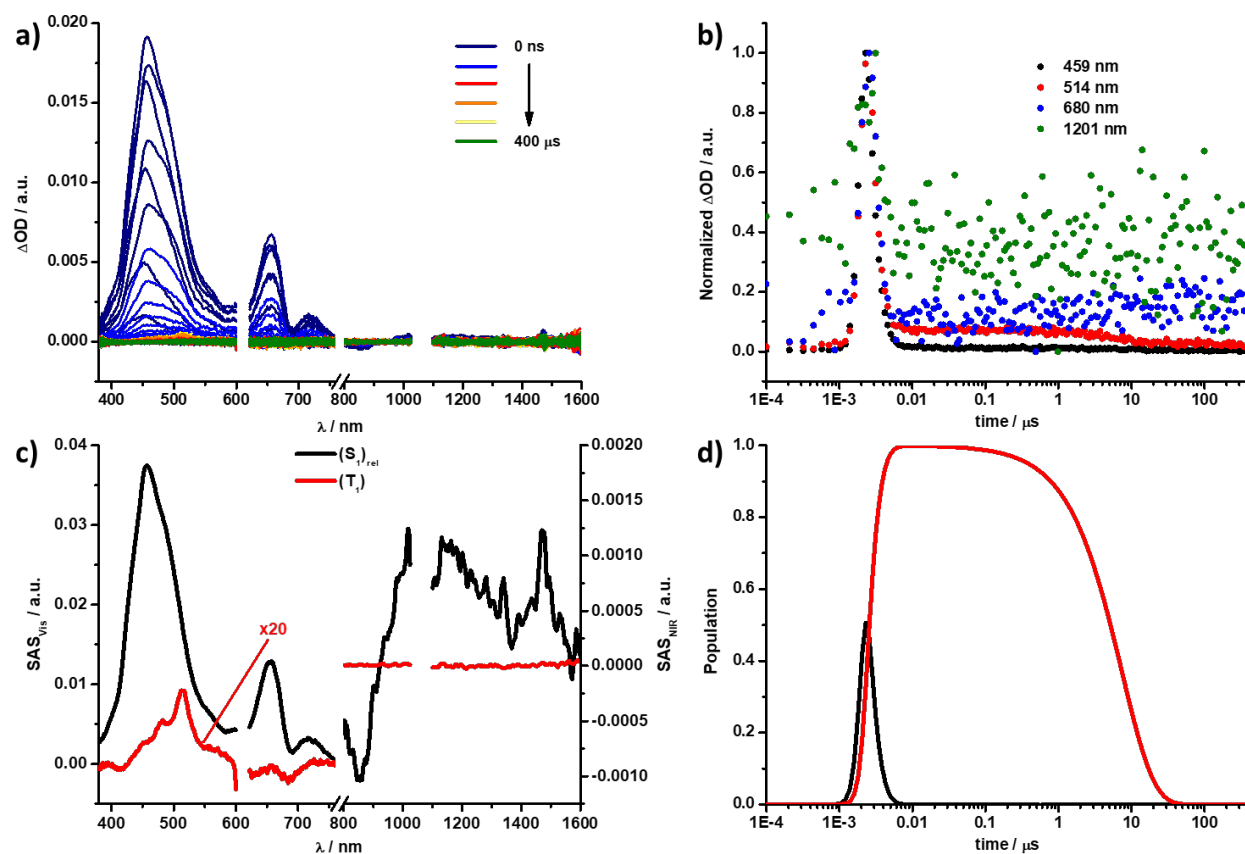 a)
0.020
0.015
0.010
0.005
0.000
ΔOD / a.u.
0 ns
400 μs
400 500 600 700 800 1000 1200 1400 1600
λ / nm
b)
1.0
0.8
0.6
0.4
0.2
0.0
Normalized ΔOD / a.u.
459 nm
514 nm
680 nm
1201 nm
1E-4 1E-3 0.01 0.1 1 10 100
time / μs
c)
0.04
0.03
0.02
0.01
0.00
SAS_Vis / a.u.
(S₁)_rel
(T₁)
x20
0.0020
0.0015
0.0010
0.0005
0.0000
-0.0005
-0.0010
SAS_NIR / a.u.
400 500 600 700 800 1000 1200 1400 1600
λ / nm
d)
1.0
0.8
0.6
0.4
0.2
0.0
Population
1E-4 1E-3 0.01 0.1 1 10 100
time / μs